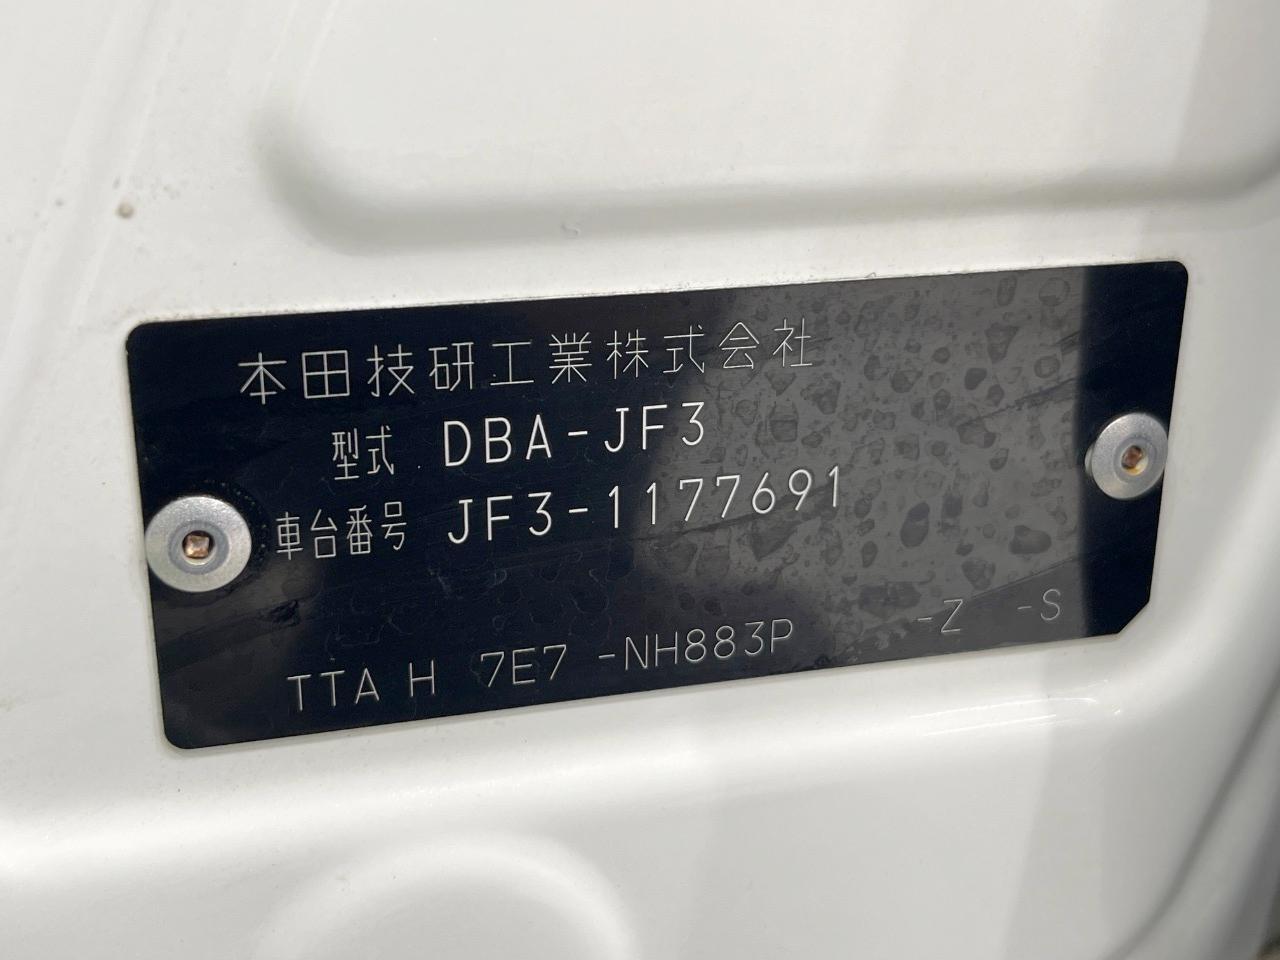 本田技研工業株式会社
型式 DBA-JF3
車台番号 JF3-1177691
TTA H 7E7 -NH883P -Z -S